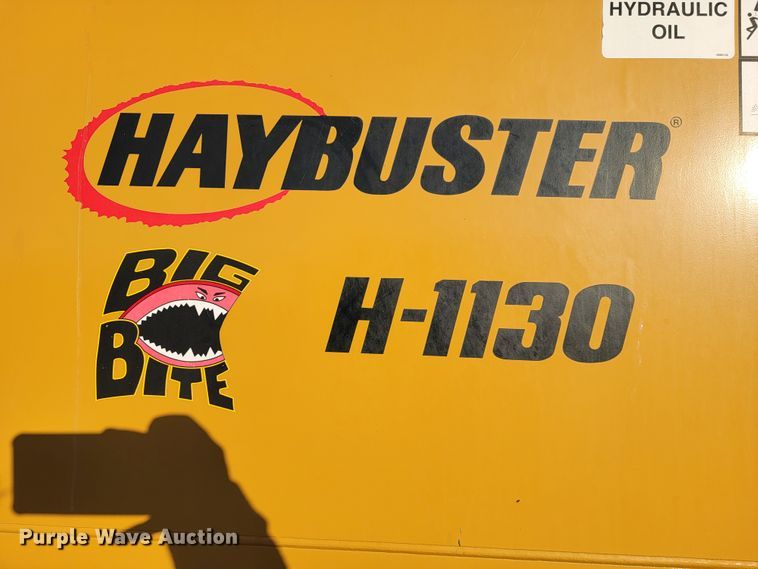 HYDRAULIC
OIL
HAYBUSTER®
BIG
BITE
H-1130
Purple Wave Auction